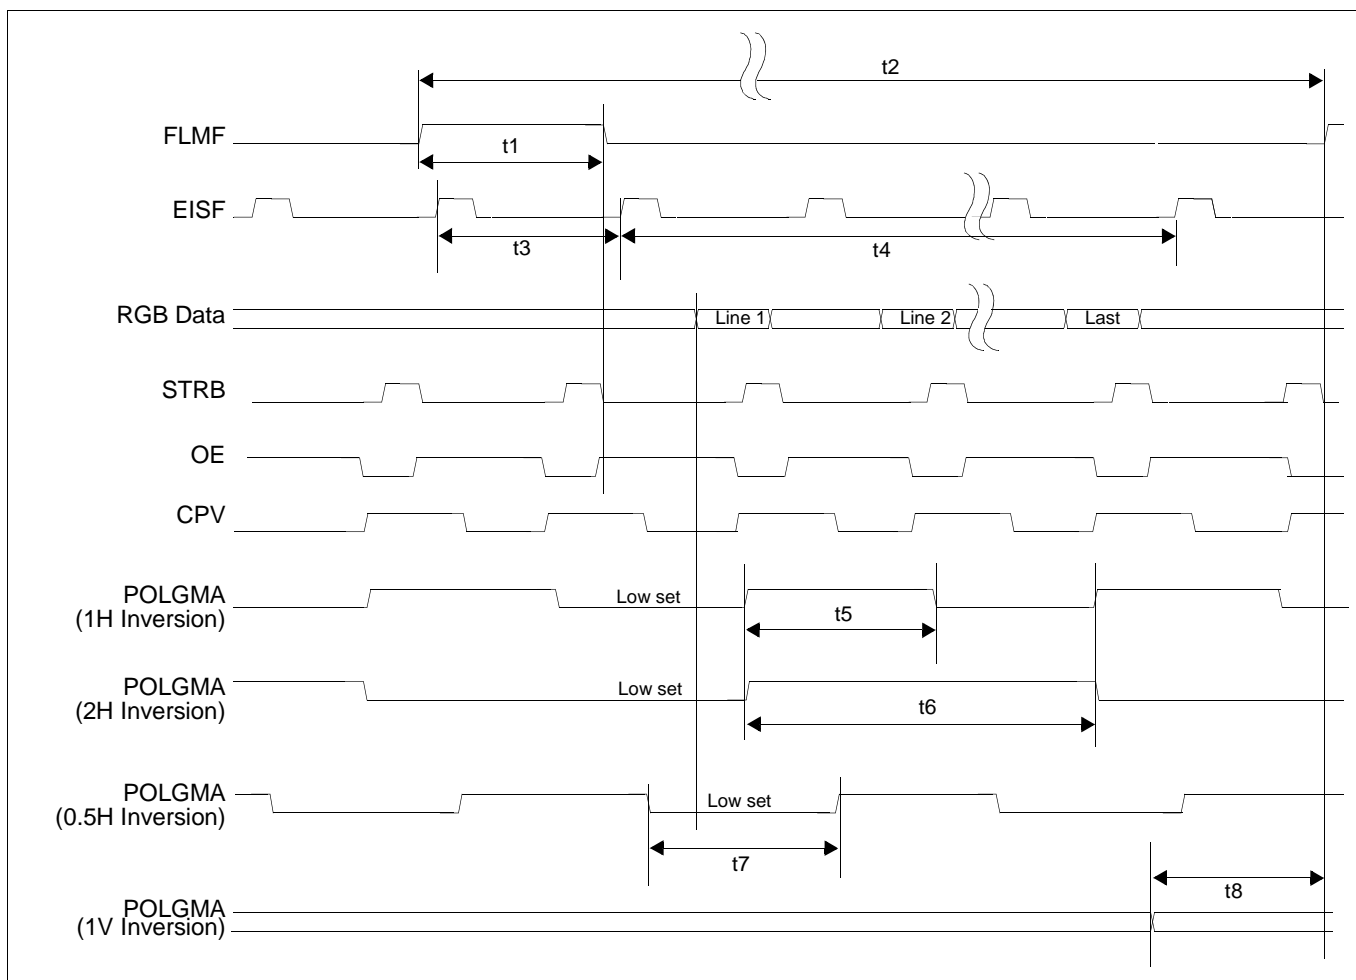 t2
FLMF
t1
EISF
t3
t4
RGB Data
Line 1
Line 2
Last
STRB
OE
CPV
POLGMA
(1H Inversion)
Low set
t5
POLGMA
(2H Inversion)
Low set
t6
POLGMA
(0.5H Inversion)
Low set
t7
t8
POLGMA
(1V Inversion)